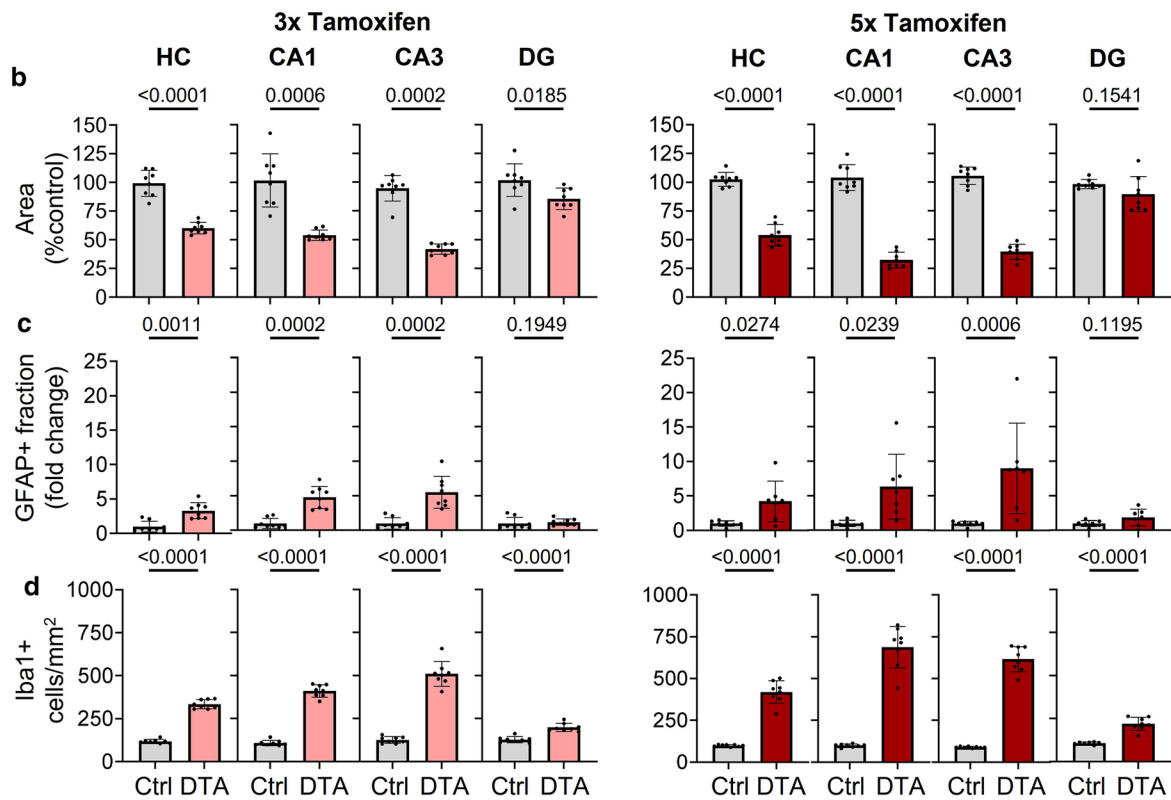 3x Tamoxifen 5x Tamoxifen
HC CA1 CA3 DG HC CA1 CA3 DG
b
<0.0001 0.0006 0.0002 0.0185 <0.0001 <0.0001 <0.0001 0.1541
Area
(%control)
150 150
125 125
100 100
75 75
50 50
25 25
0 0
c
0.0011 0.0002 0.0002 0.1949 0.0274 0.0239 0.0006 0.1195
GFAP+ fraction
(fold change)
25 25
20 20
15 15
10 10
5 5
0 0
<0.0001 <0.0001 <0.0001 <0.0001 <0.0001 <0.0001 <0.0001 <0.0001
d
Iba1+
cells/mm²
1000 1000
750 750
500 500
250 250
0 0
Ctrl DTA Ctrl DTA Ctrl DTA Ctrl DTA Ctrl DTA Ctrl DTA Ctrl DTA Ctrl DTA